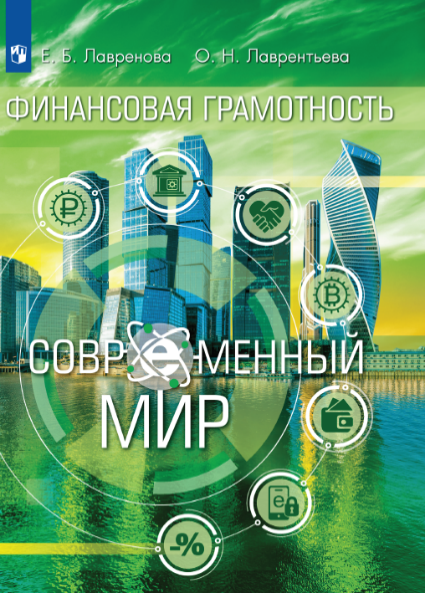 Е. Б. Лавренова О. Н. Лаврентьева
ФИНАНСОВАЯ ГРАМОТНОСТЬ
СОВРЕМЕННЫЙ
МИР
-%